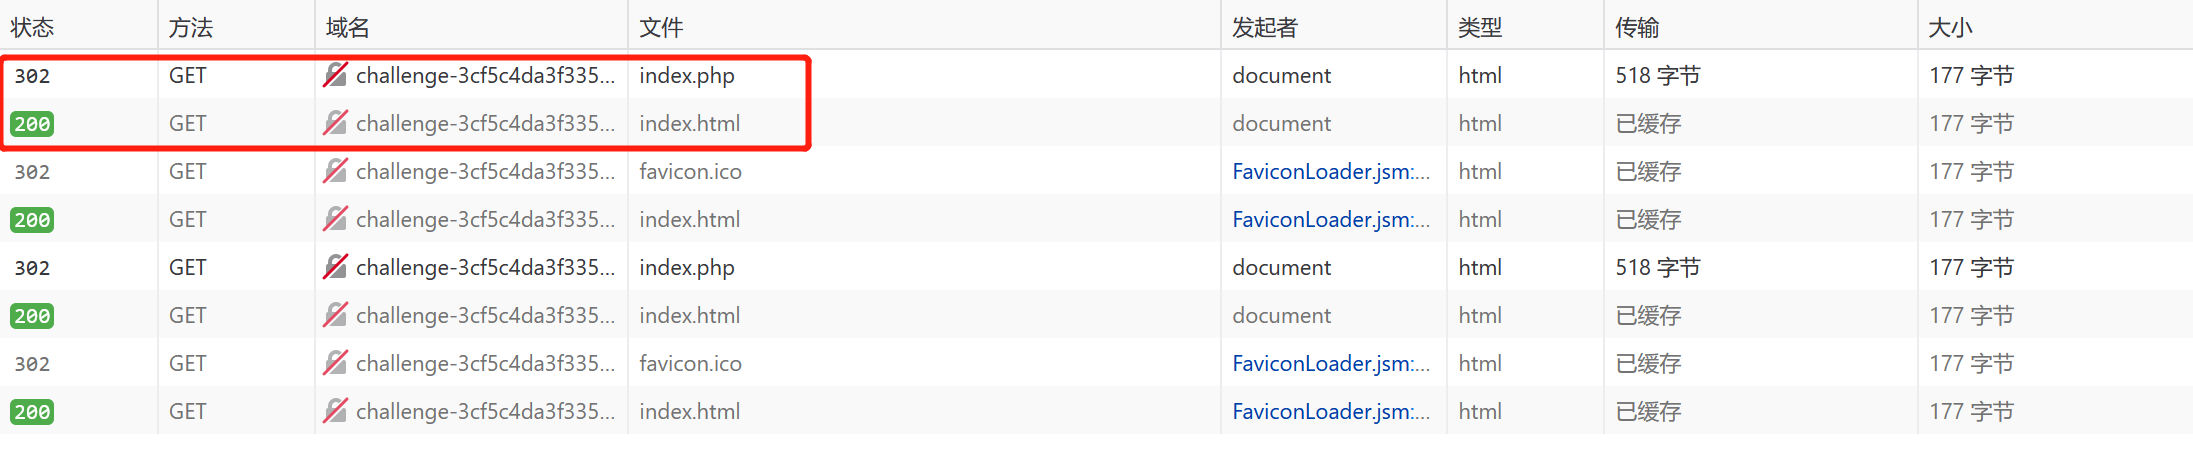 状态 方法 域名 文件 发起者 类型 传输 大小
302 GET challenge-3cf5c4da3f335... index.php document html 518 字节 177 字节
200 GET challenge-3cf5c4da3f335... index.html document html 已缓存 177 字节
302 GET challenge-3cf5c4da3f335... favicon.ico FaviconLoader.jsm:... html 已缓存 177 字节
200 GET challenge-3cf5c4da3f335... index.html FaviconLoader.jsm:... html 已缓存 177 字节
302 GET challenge-3cf5c4da3f335... index.php document html 518 字节 177 字节
200 GET challenge-3cf5c4da3f335... index.html document html 已缓存 177 字节
302 GET challenge-3cf5c4da3f335... favicon.ico FaviconLoader.jsm:... html 已缓存 177 字节
200 GET challenge-3cf5c4da3f335... index.html FaviconLoader.jsm:... html 已缓存 177 字节